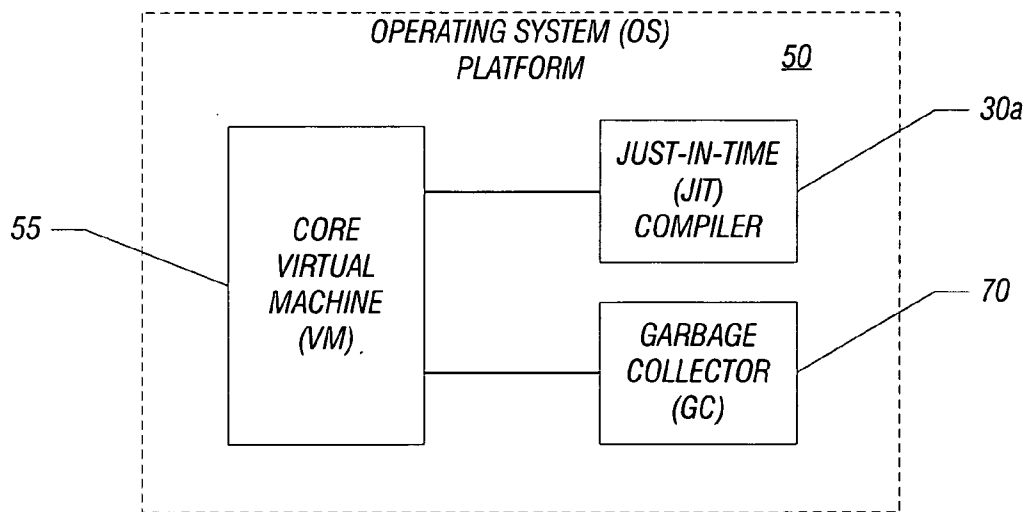 OPERATING SYSTEM (OS)
PLATFORM
50
30a
JUST-IN-TIME
(JIT)
COMPILER
55
CORE
VIRTUAL
MACHINE
(VM)
70
GARBAGE
COLLECTOR
(GC)